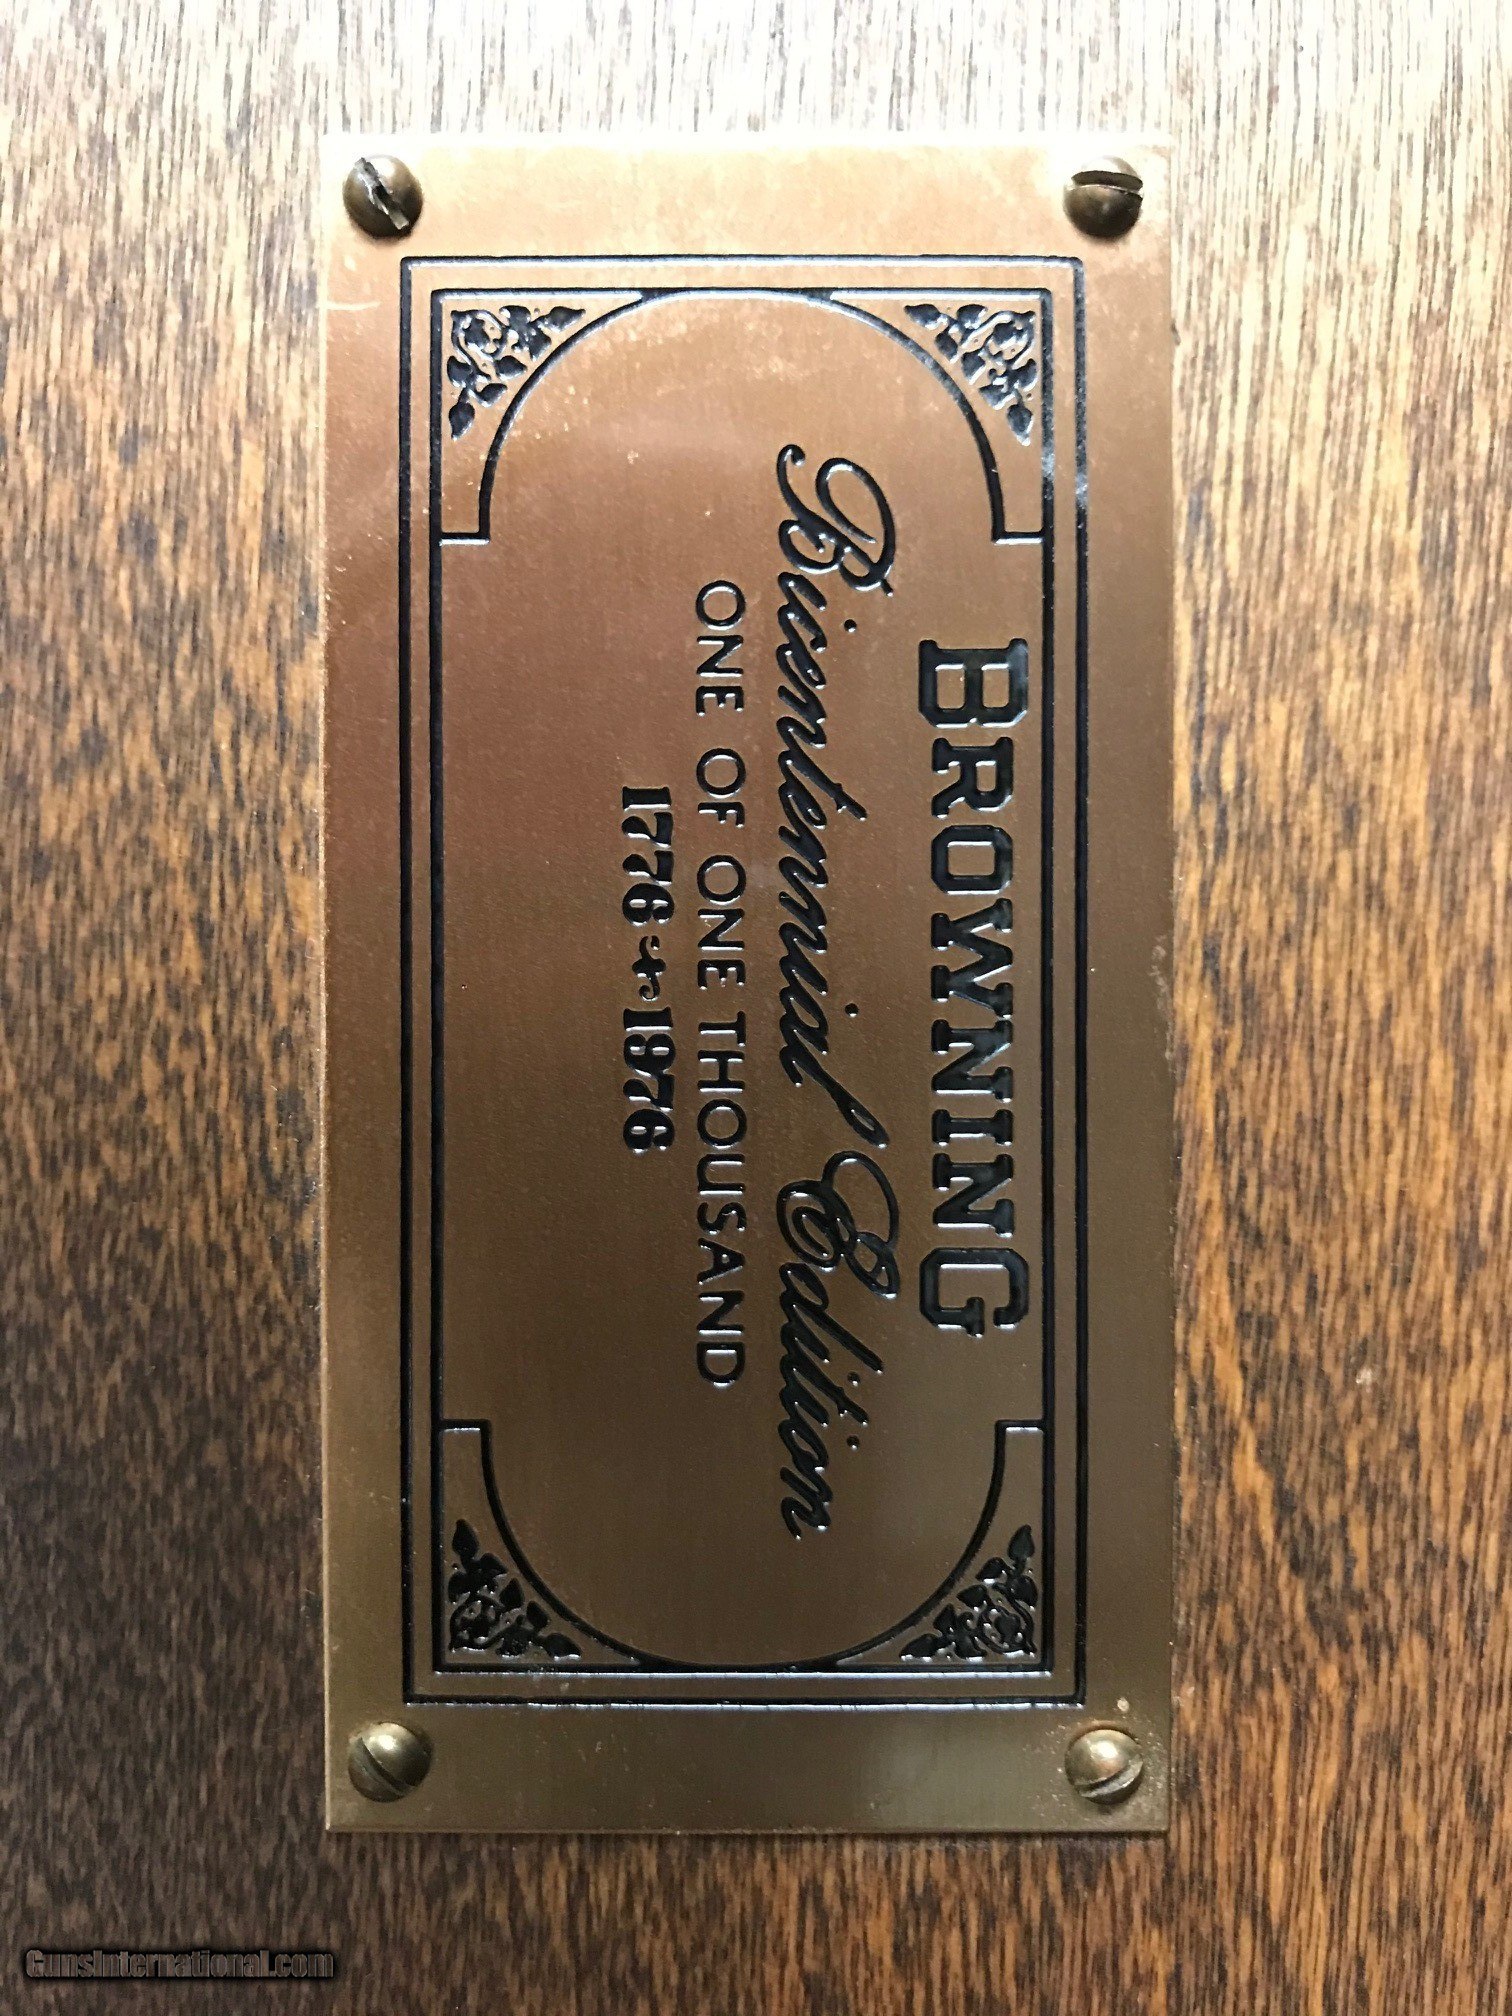 BROWNING
Bicentennial Edition
ONE OF ONE THOUSAND
1776 ~ 1976
GunsInternational.com